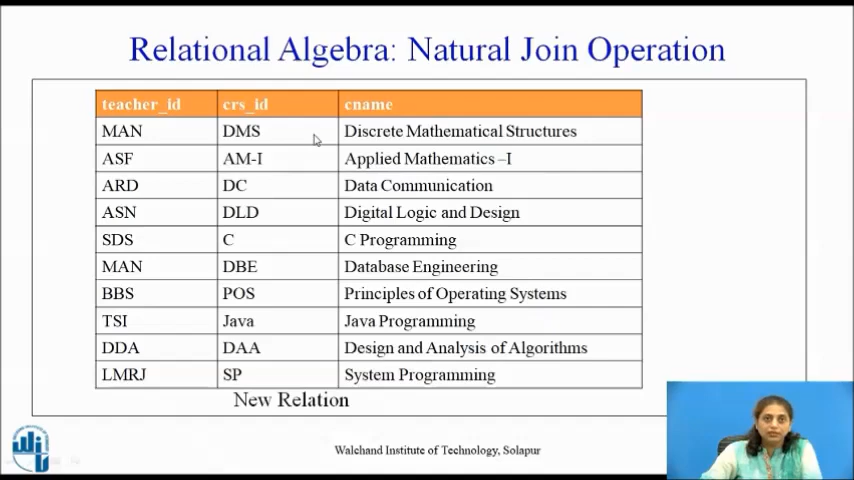 Relational Algebra: Natural Join Operation
teacher_id crs_id cname
MAN DMS Discrete Mathematical Structures
ASF AM-I Applied Mathematics –I
ARD DC Data Communication
ASN DLD Digital Logic and Design
SDS C C Programming
MAN DBE Database Engineering
BBS POS Principles of Operating Systems
TSI Java Java Programming
DDA DAA Design and Analysis of Algorithms
LMRJ SP System Programming
New Relation
Walchand Institute of Technology, Solapur